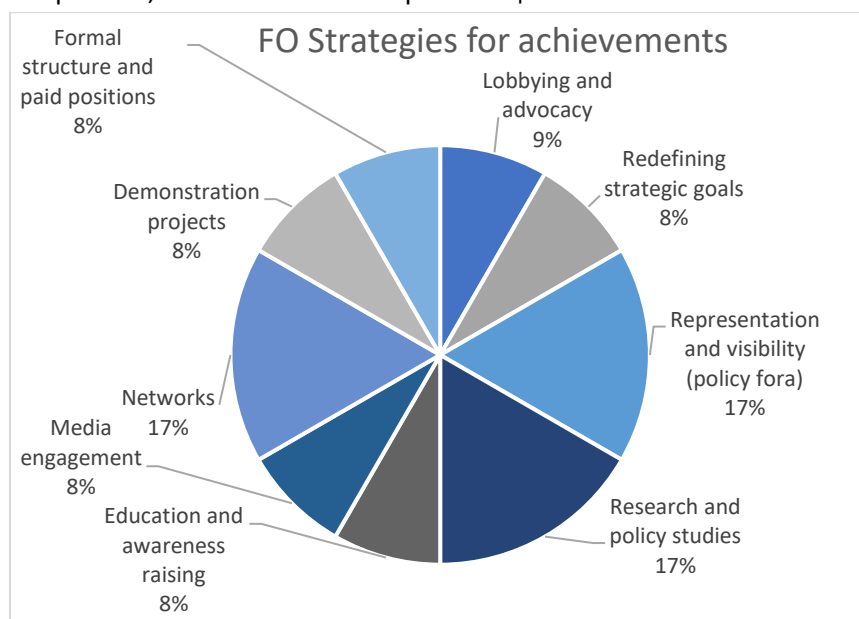 FO Strategies for achievements
Lobbying and
advocacy
9%
Redefining
strategic goals
8%
Representation
and visibility
(policy fora)
17%
Research and
policy studies
17%
Education and
awareness
raising
8%
Media
engagement
8%
Networks
17%
Demonstration
projects
8%
Formal
structure and
paid positions
8%